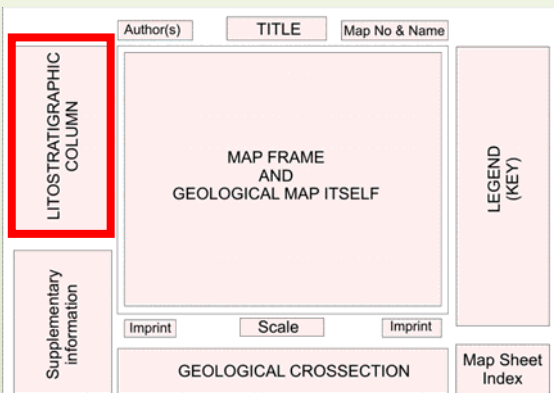 Author(s)
TITLE
Map No & Name
LITOSTRATIGRAPHIC
COLUMN
MAP FRAME
AND
GEOLOGICAL MAP ITSELF
LEGEND
(KEY)
Supplementary
information
Imprint
Scale
Imprint
GEOLOGICAL CROSSECTION
Map Sheet
Index